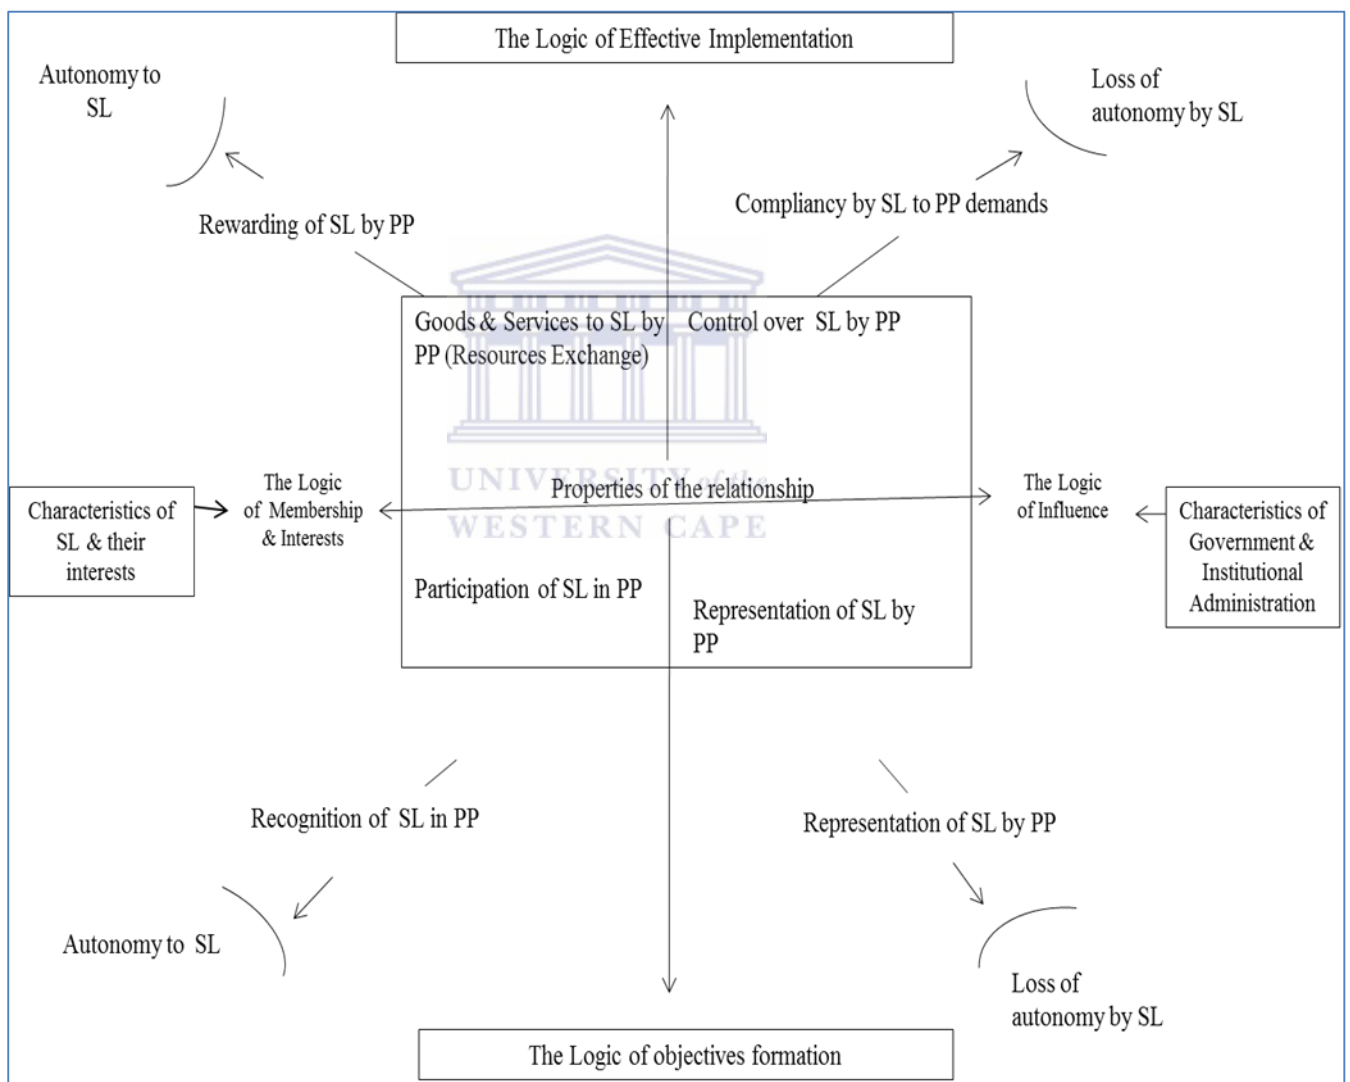 The Logic of Effective Implementation
Autonomy to
SL
Loss of
autonomy by SL
Rewarding of SL by PP
Compliancy by SL to PP demands
Goods & Services to SL by
PP (Resources Exchange)
Control over SL by PP
UNIVERSITY of the
WESTERN CAPE
Properties of the relationship
Characteristics of
SL & their
interests
The Logic
of Membership
& Interests
The Logic
of Influence
Characteristics of
Government &
Institutional
Administration
Participation of SL in PP
Representation of SL by
PP
Recognition of SL in PP
Representation of SL by PP
Autonomy to SL
Loss of
autonomy by SL
The Logic of objectives formation